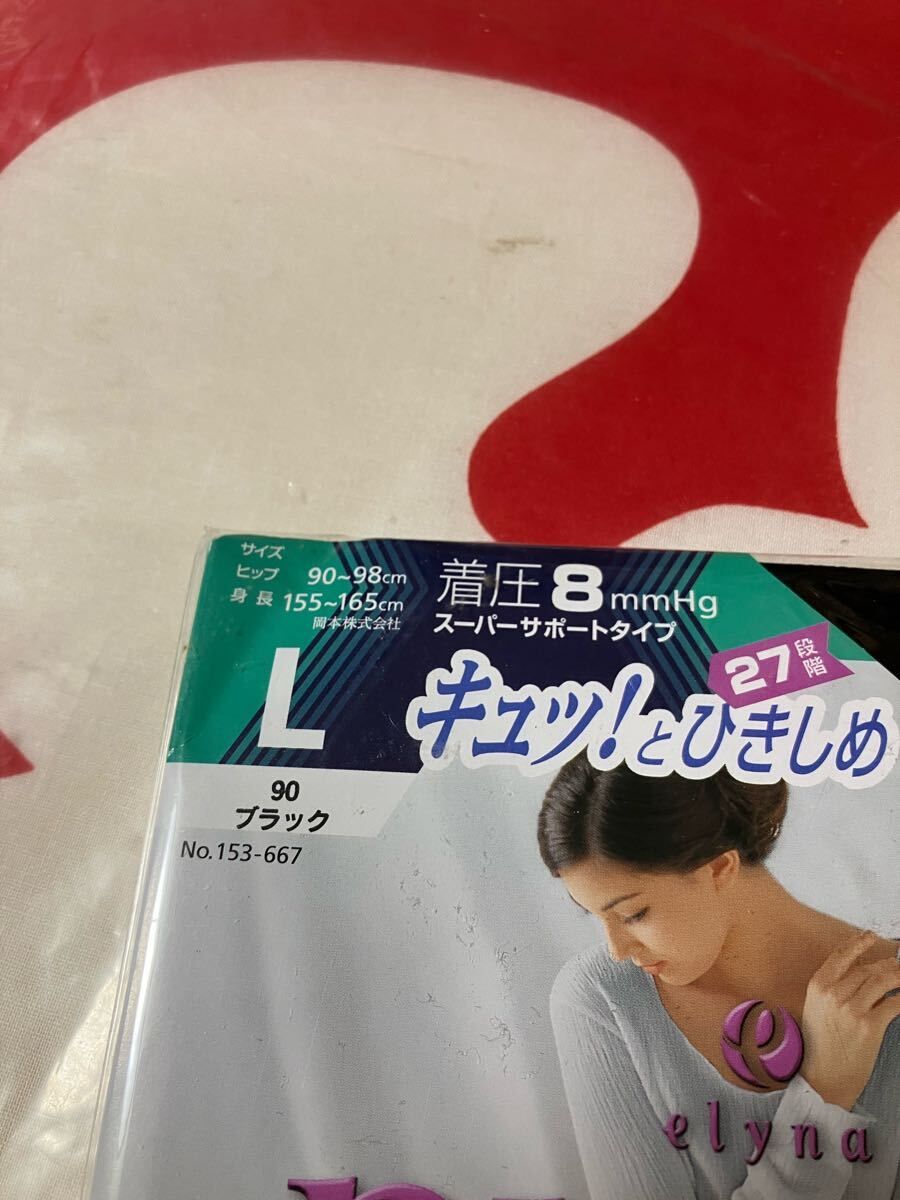 サイズ
ヒップ 90~98cm
身長 155~165cm
岡本株式会社
L
90
ブラック
No.153-667
着圧8mmHg
スーパーサポートタイプ
27段階
キュッ!とひきしめ
elyna